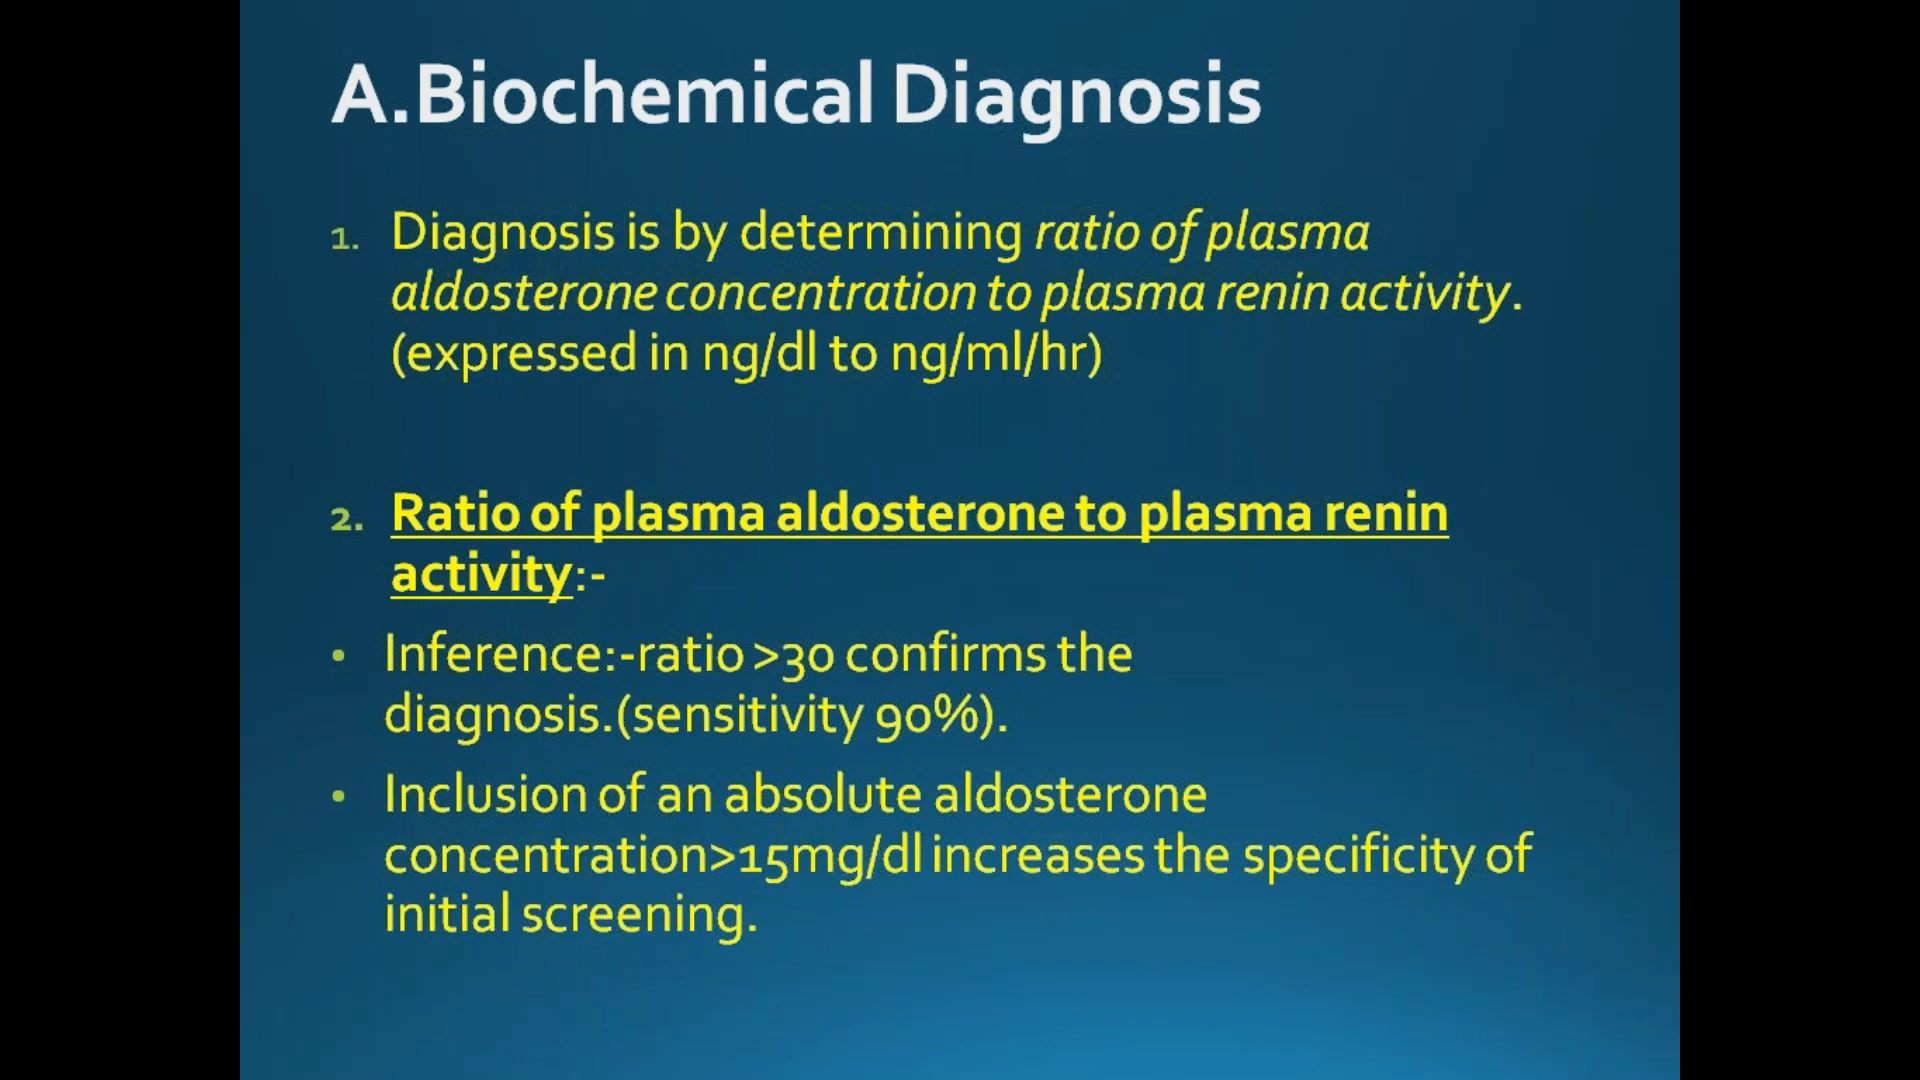 A.Biochemical Diagnosis
1. Diagnosis is by determining ratio of plasma
aldosterone concentration to plasma renin activity.
(expressed in ng/dl to ng/ml/hr)
2. Ratio of plasma aldosterone to plasma renin
activity:-
• Inference:-ratio >30 confirms the
diagnosis.(sensitivity 90%).
• Inclusion of an absolute aldosterone
concentration>15mg/dl increases the specificity of
initial screening.